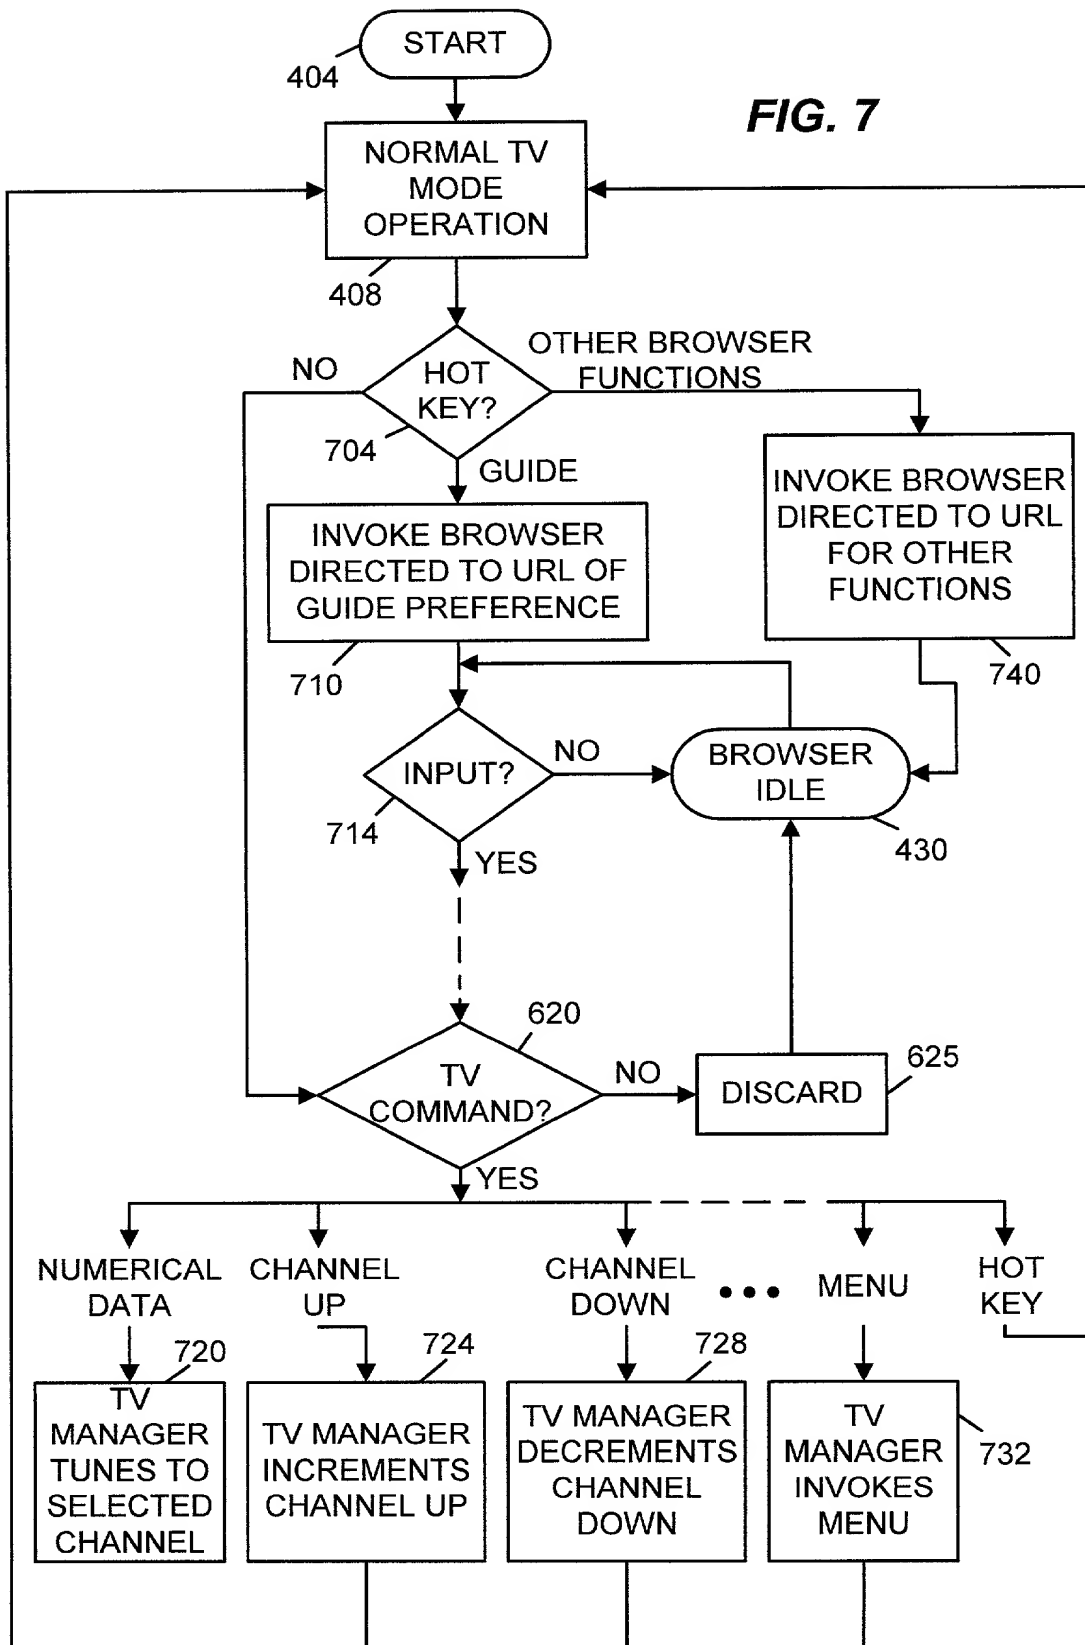 START
404
FIG. 7
NORMAL TV
MODE
OPERATION
408
NO
HOT
KEY?
OTHER BROWSER
FUNCTIONS
704
GUIDE
INVOKE BROWSER
DIRECTED TO URL OF
GUIDE PREFERENCE
710
INVOKE BROWSER
DIRECTED TO URL
FOR OTHER
FUNCTIONS
740
INPUT?
714
NO
BROWSER
IDLE
430
YES
620
TV
COMMAND?
NO
DISCARD
625
YES
NUMERICAL
DATA
CHANNEL
UP
CHANNEL
DOWN
•••
MENU
HOT
KEY
720
TV
MANAGER
TUNES TO
SELECTED
CHANNEL
724
TV MANAGER
INCREMENTS
CHANNEL UP
728
TV MANAGER
DECREMENTS
CHANNEL
DOWN
TV
MANAGER
INVOKES
MENU
732